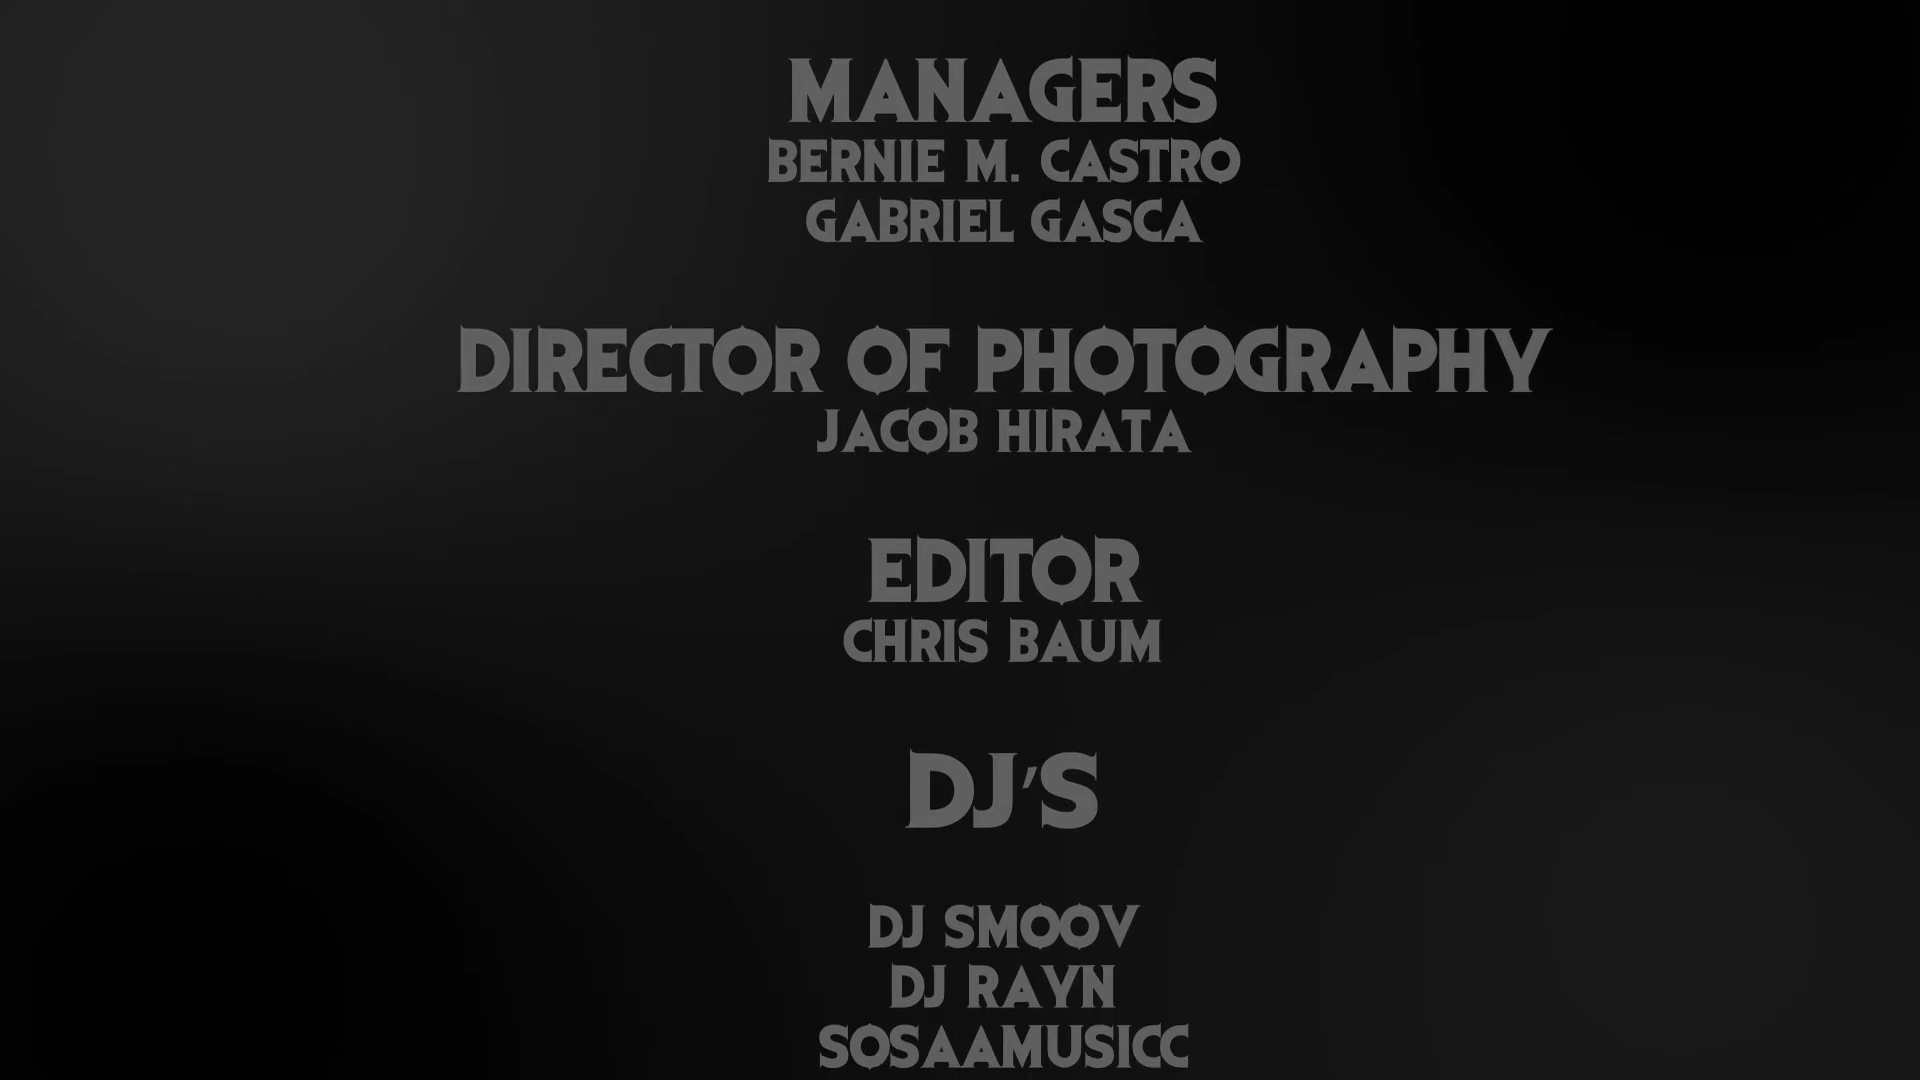 MANAGERS
BERNIE M. CASTRO
GABRIEL GASCA
DIRECTOR OF PHOTOGRAPHY
JACOB HIRATA
EDITOR
CHRIS BAUM
DJ'S
DJ SMOOV
DJ RAYN
SOSAAMUSICC